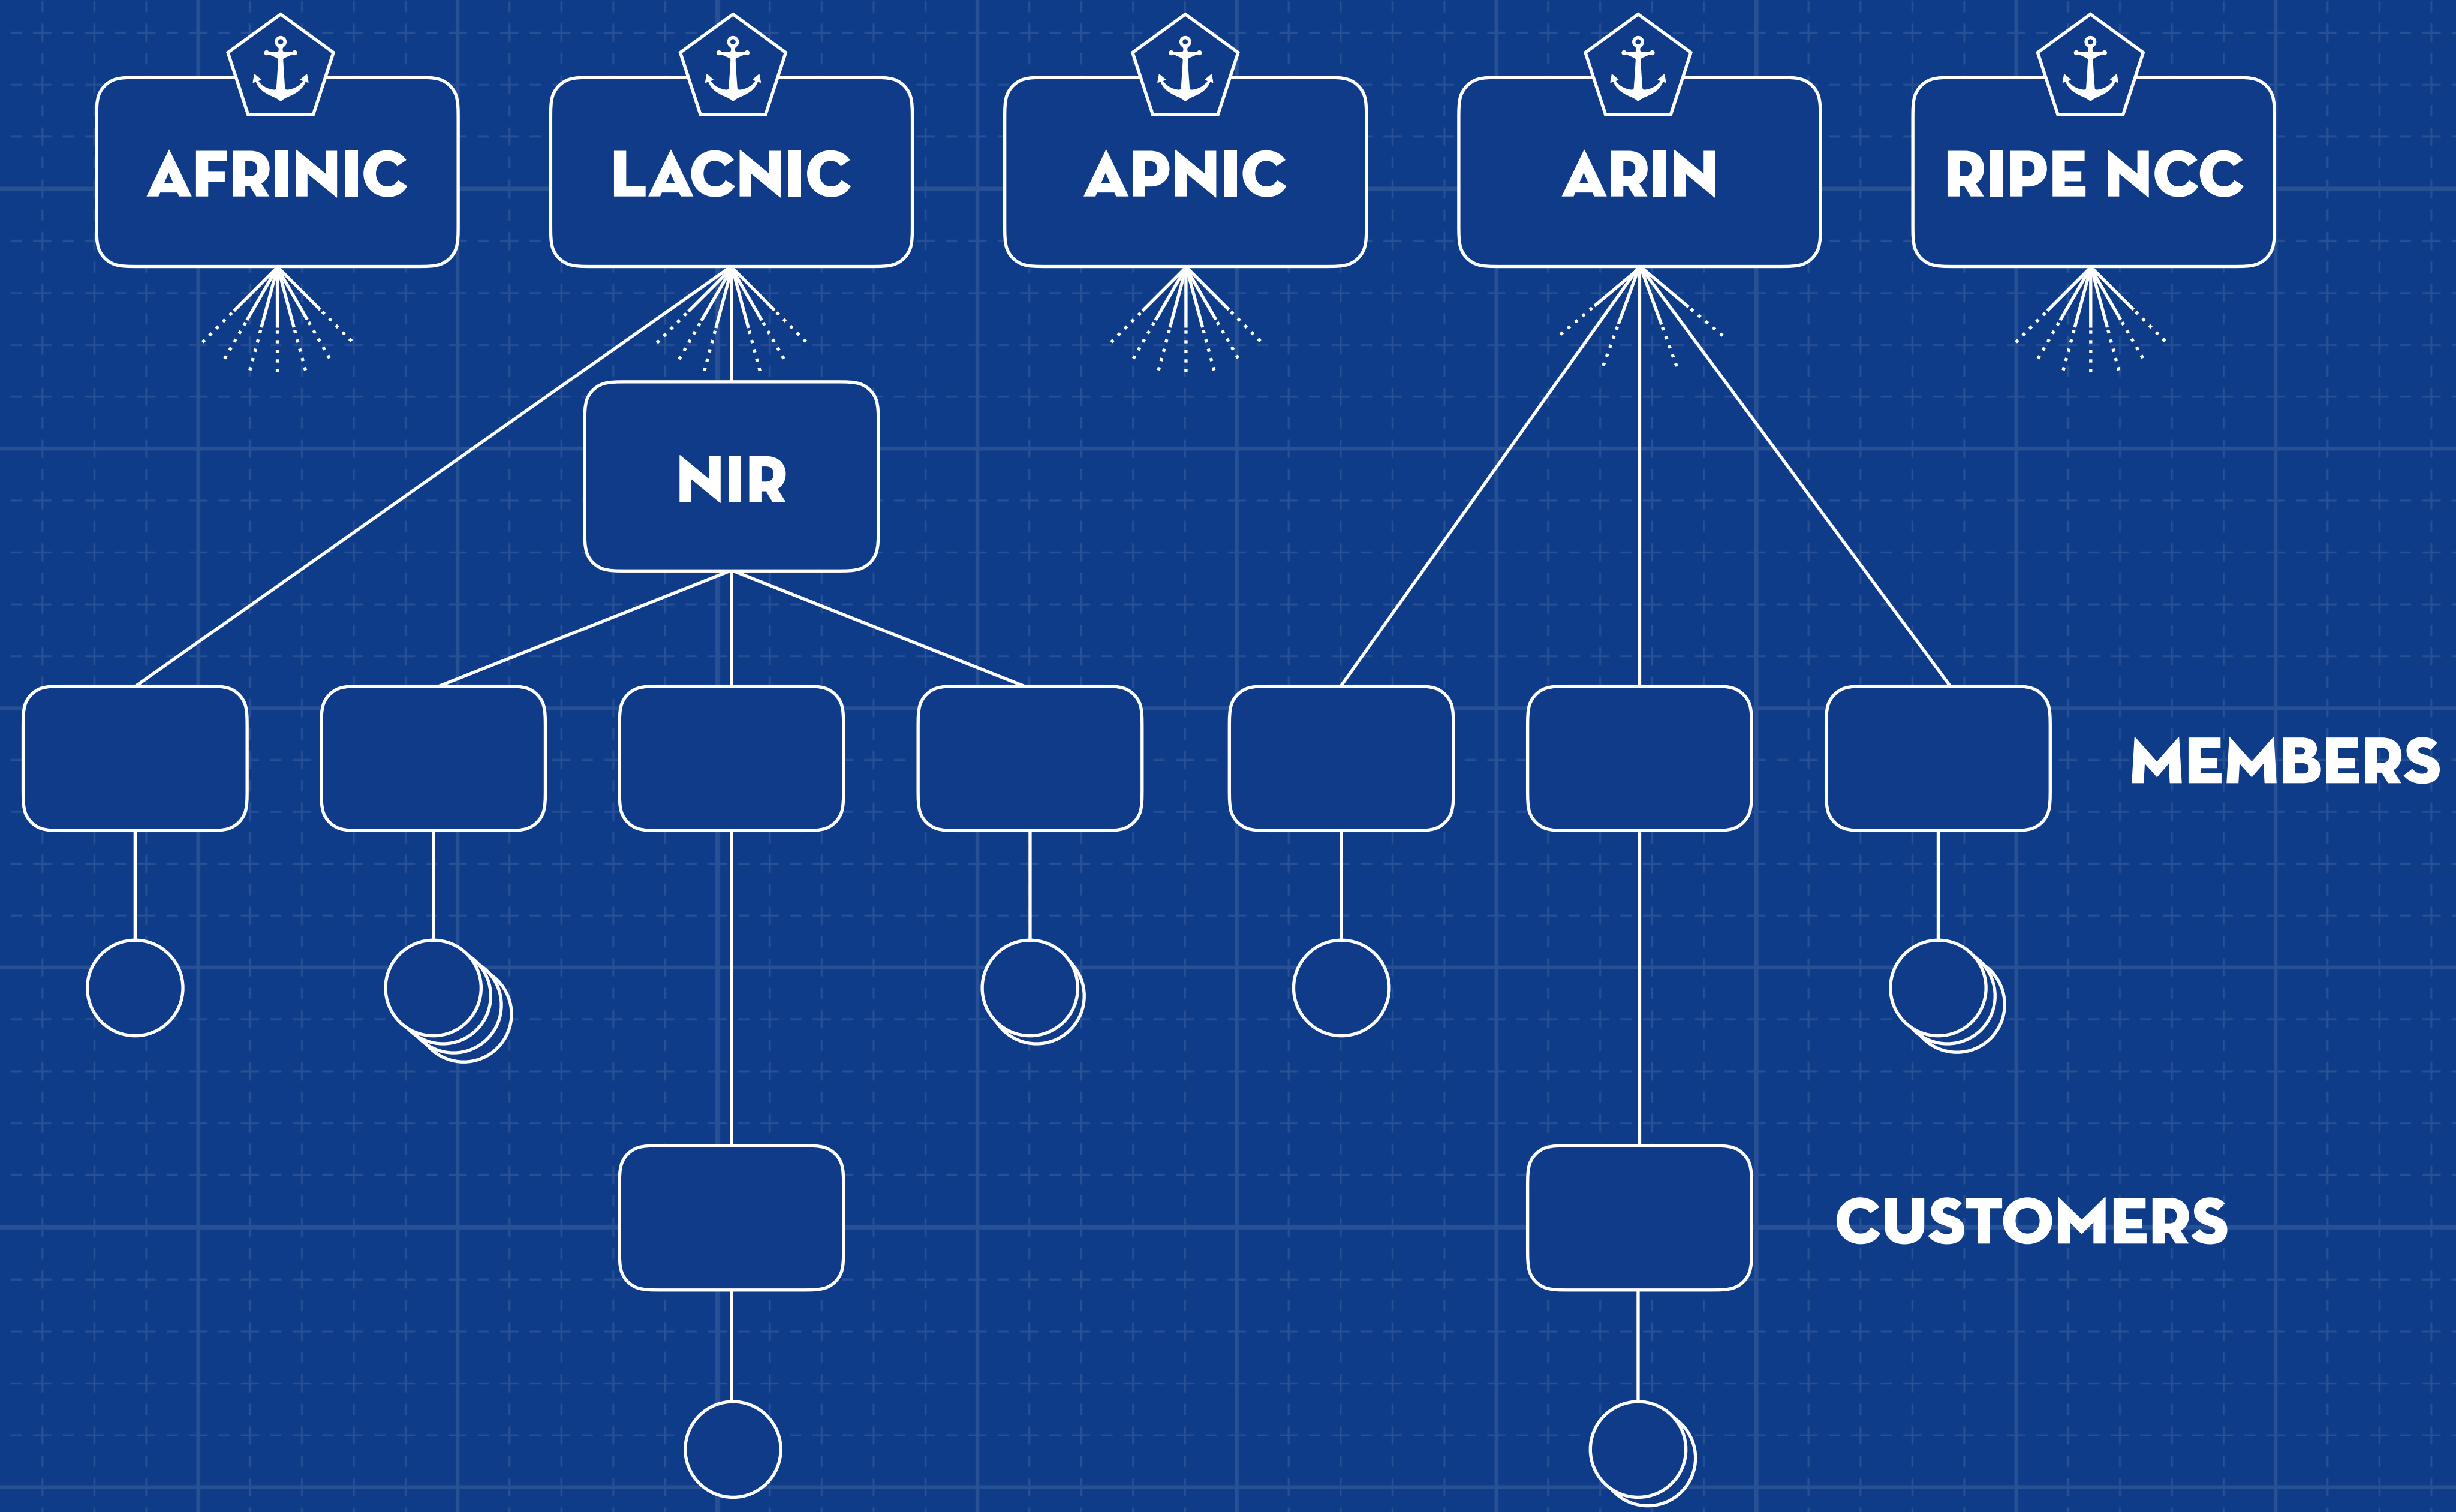 AFRINIC
LACNIC
APNIC
ARIN
RIPE NCC
NIR
MEMBERS
CUSTOMERS